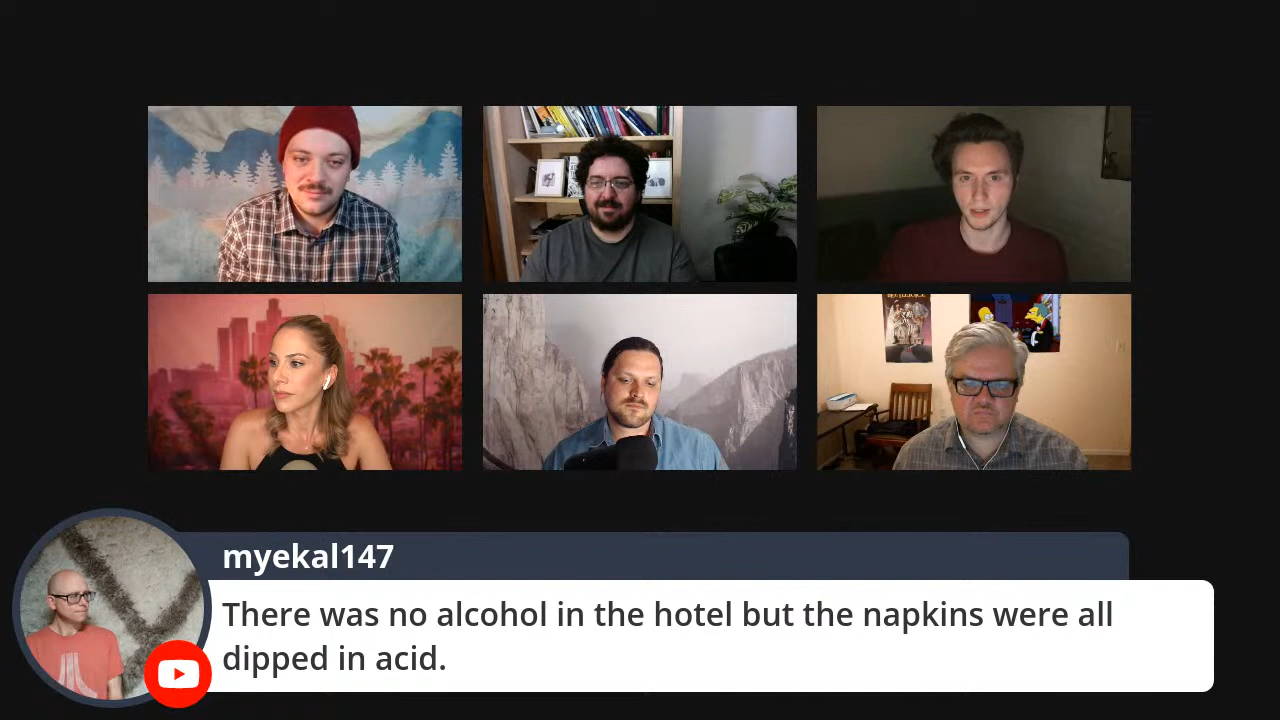 myekal147
There was no alcohol in the hotel but the napkins were all
dipped in acid.